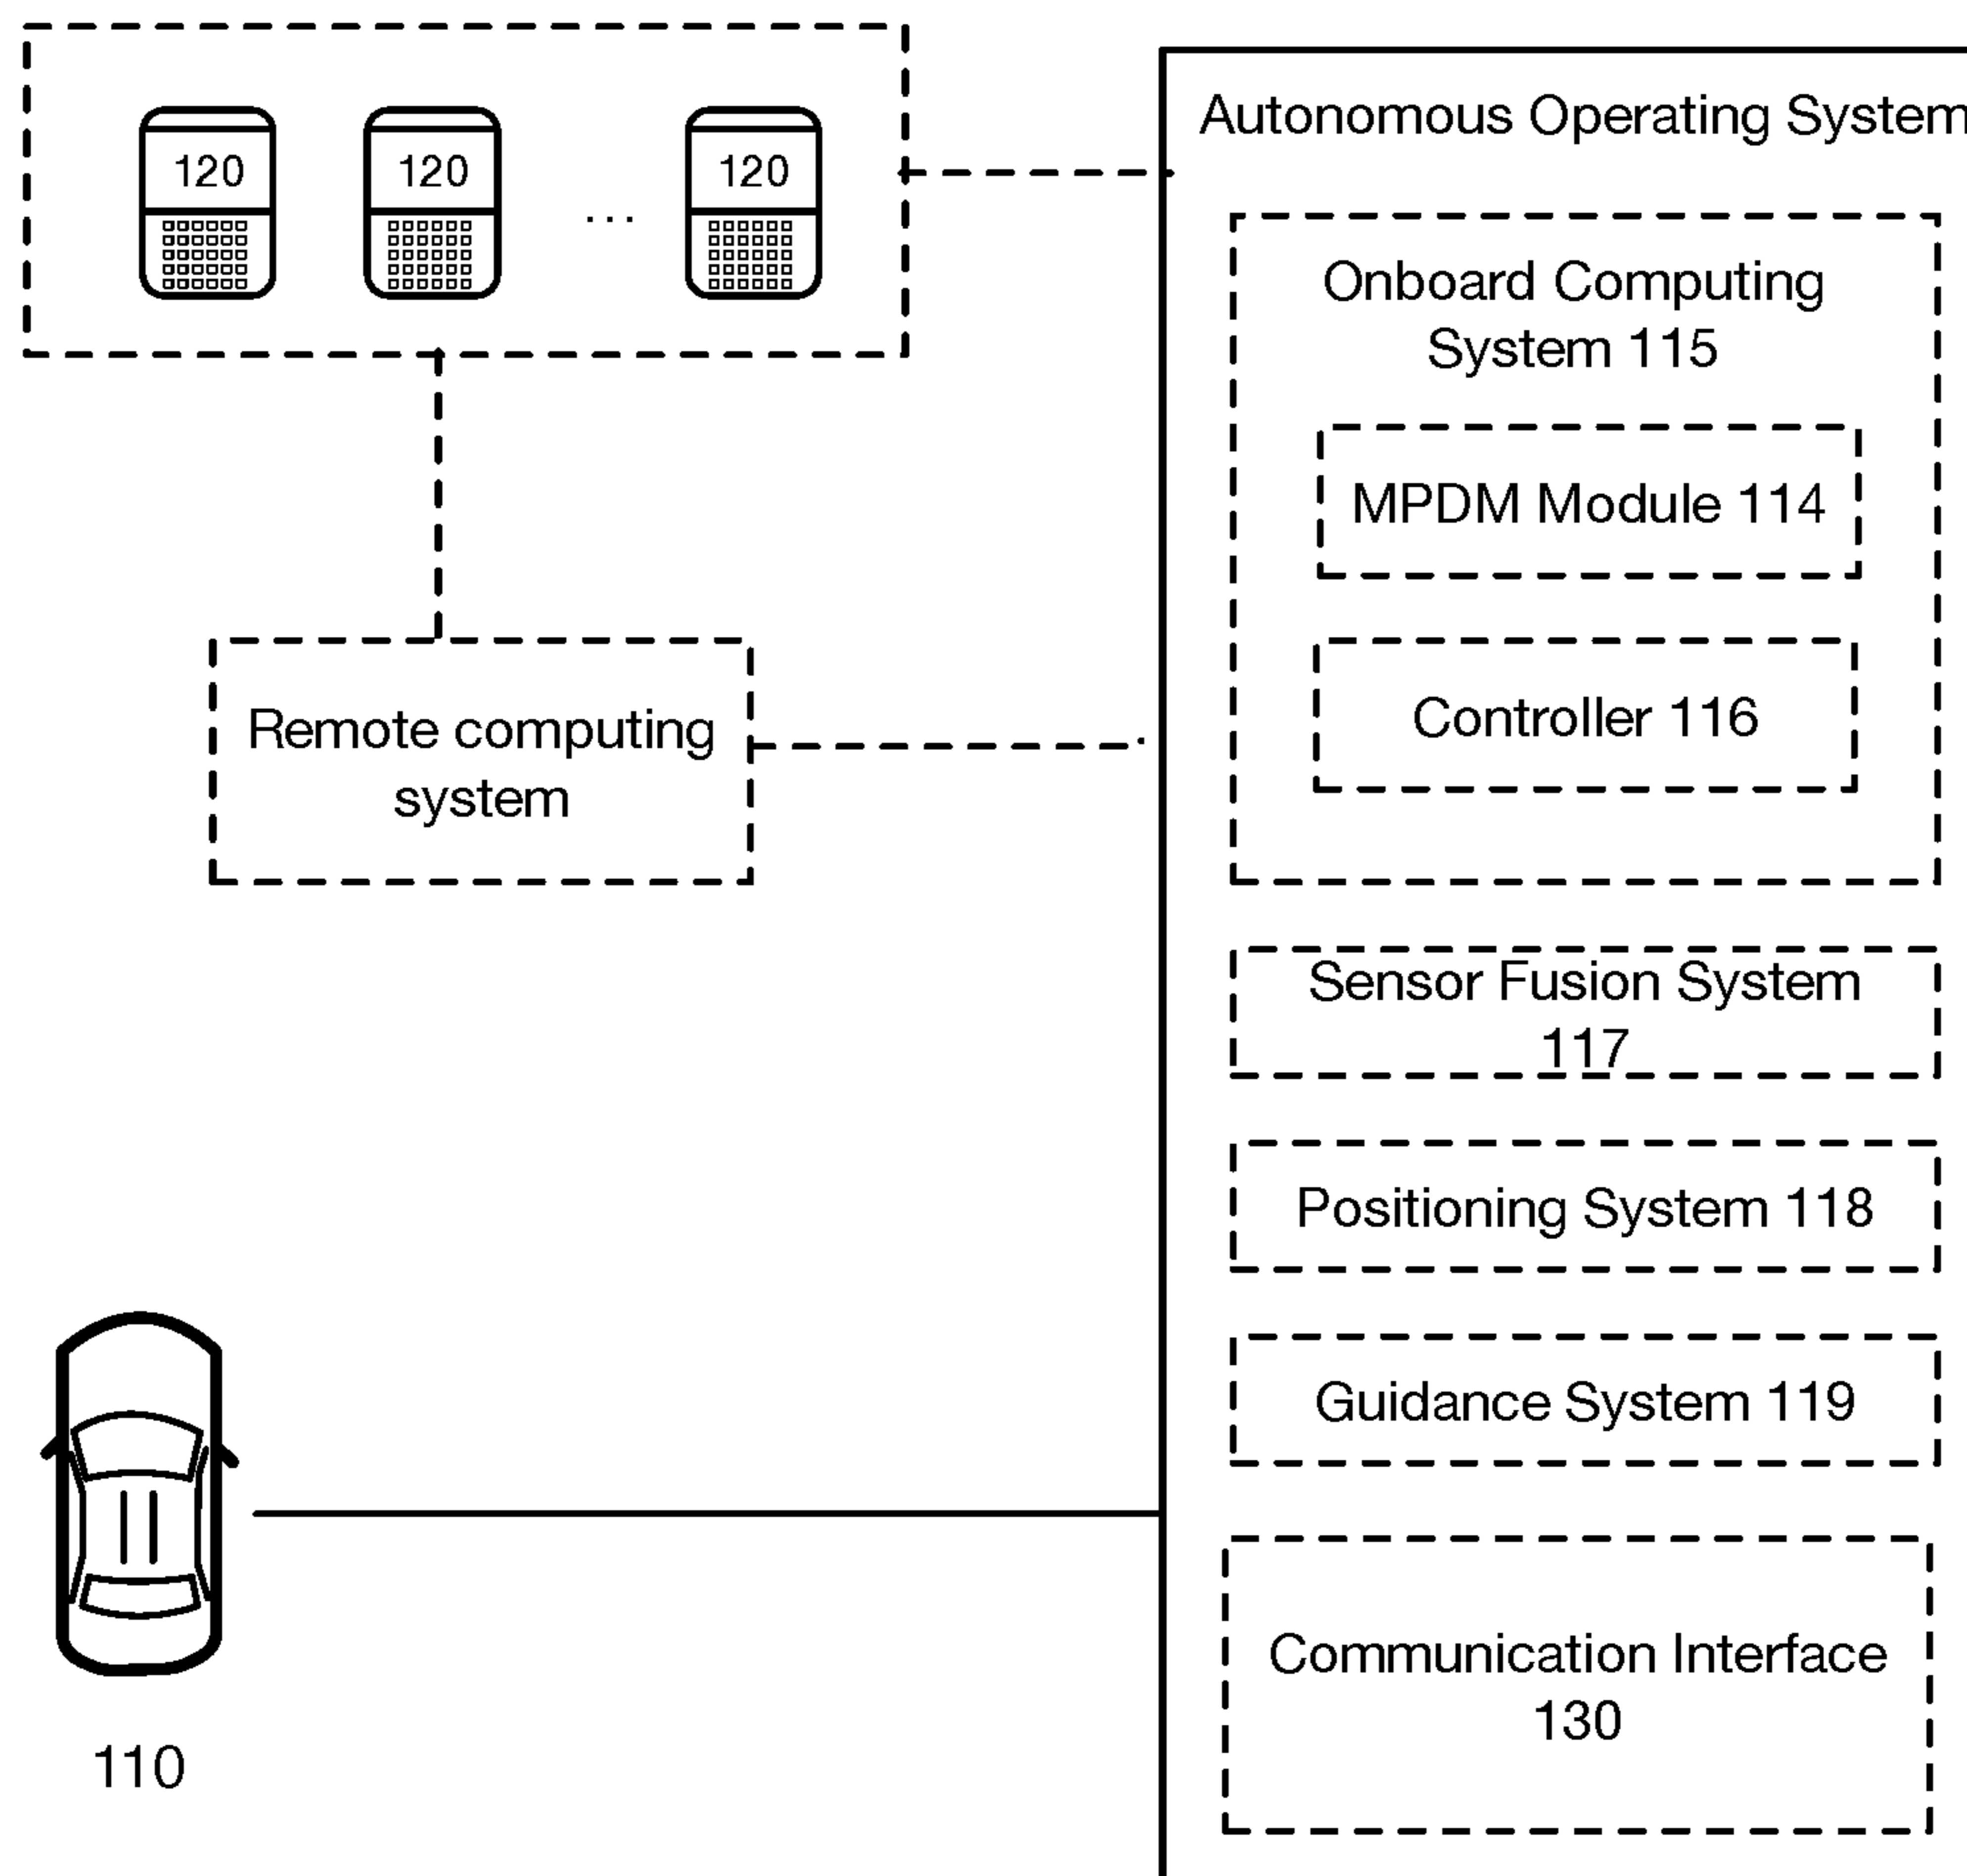 120
120
...
120
Autonomous Operating System
Onboard Computing
System 115
MPDM Module 114
Controller 116
Remote computing
system
Sensor Fusion System
117
Positioning System 118
Guidance System 119
Communication Interface
130
110